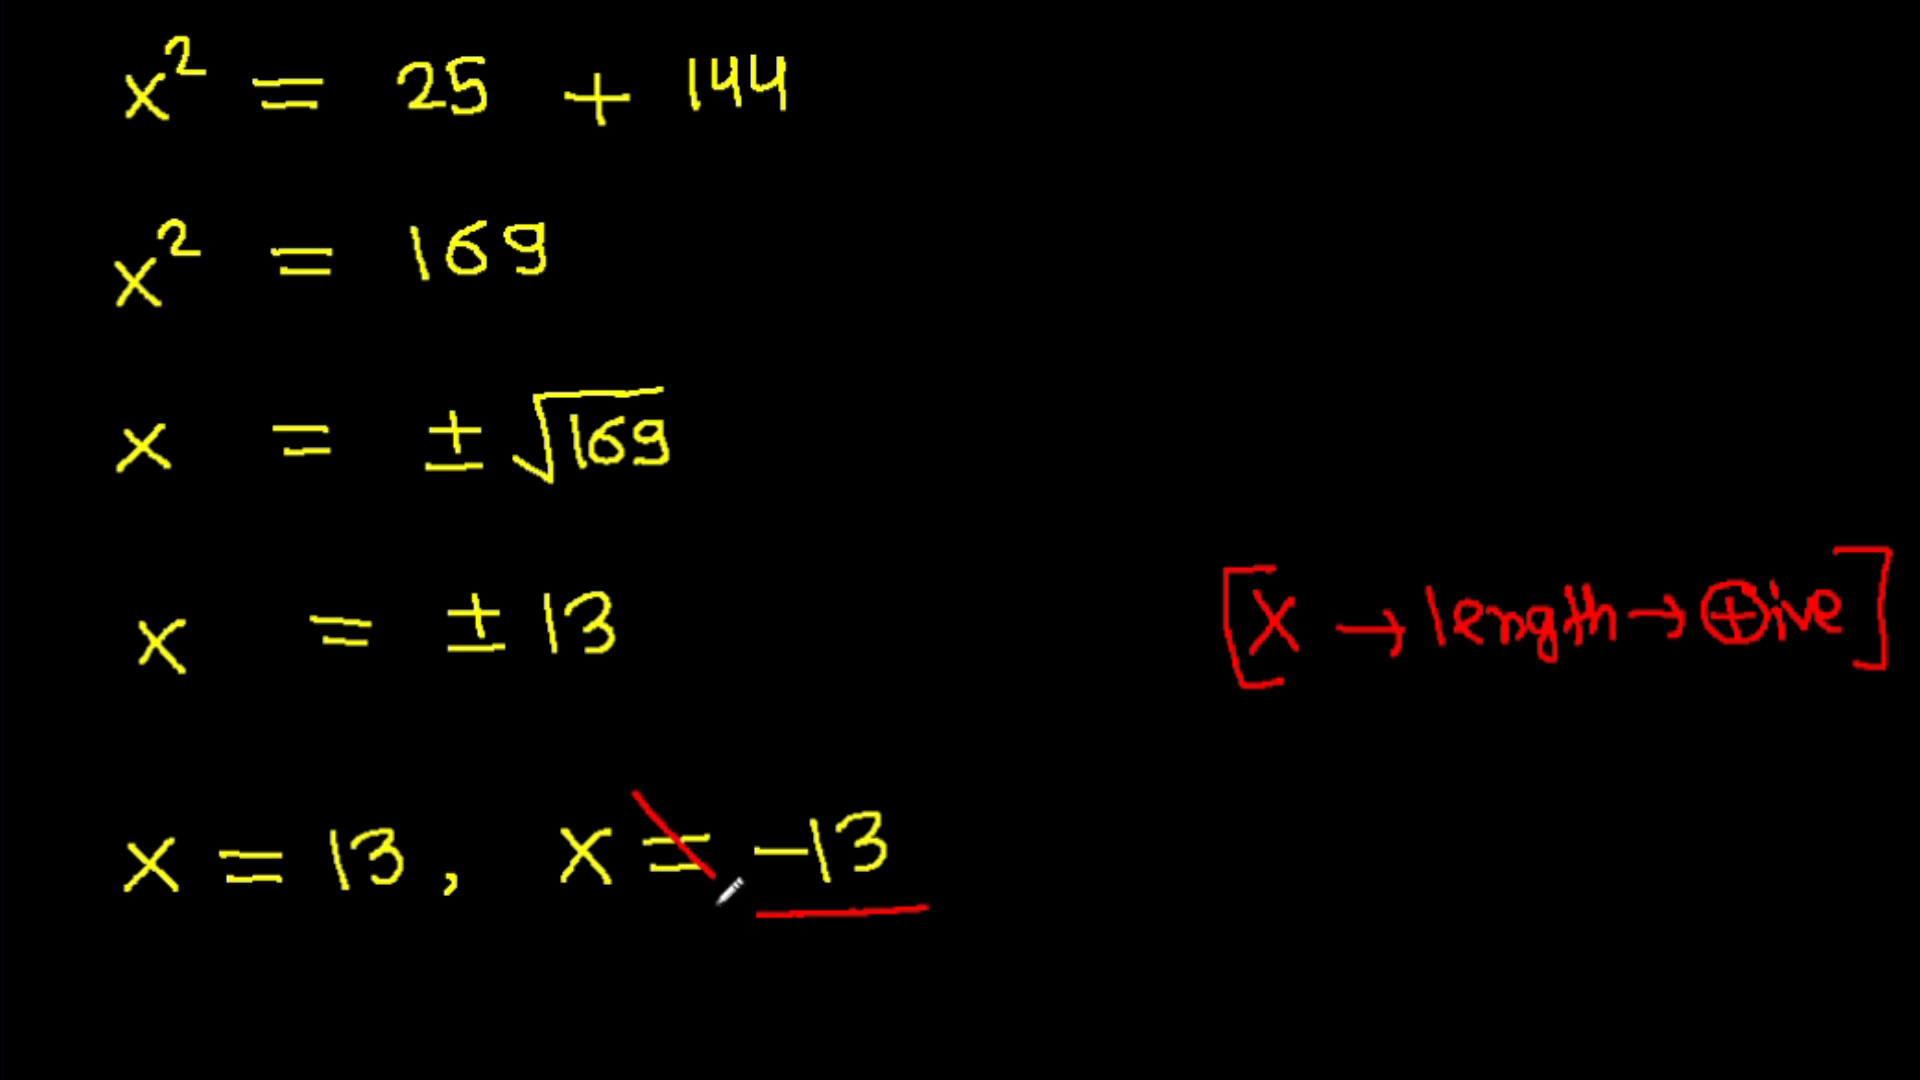 x² = 25 + 144
x² = 169
x = ± √169
x = ± 13
[x → length → ⊕ive]
x = 13, x = -13